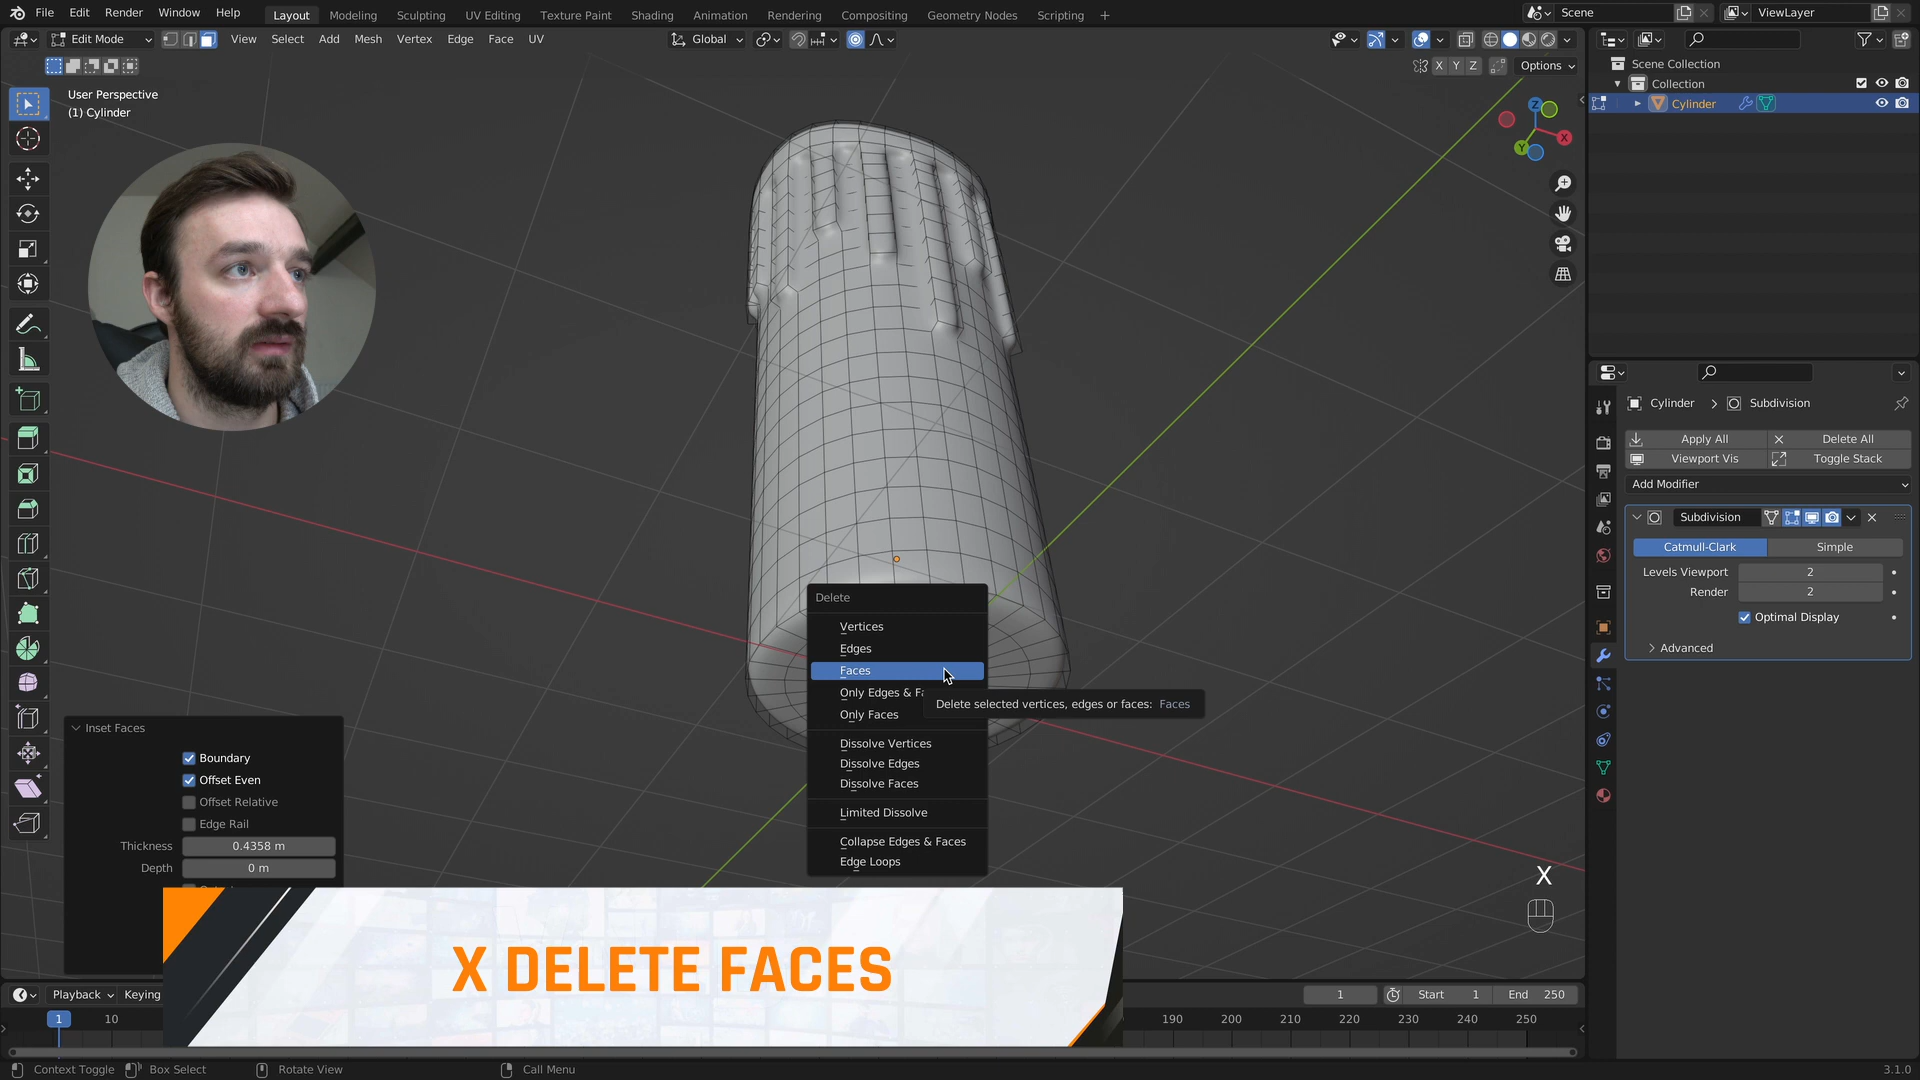 File Edit Render Window Help
Layout Modeling Sculpting UV Editing Texture Paint Shading Animation Rendering Compositing Geometry Nodes Scripting +
Scene
ViewLayer
Edit Mode
View Select Add Mesh Vertex Edge Face UV
Global
X Y Z
Options
User Perspective
(1) Cylinder
Z
X
Y
Scene Collection
Collection
Cylinder
Cylinder > Subdivision
Apply All
Delete All
Viewport Vis
Toggle Stack
Add Modifier
Subdivision
Catmull-Clark
Simple
Levels Viewport 2
Render 2
Optimal Display
Advanced
Delete
Vertices
Edges
Faces
Only Edges & Fa
Only Faces
Dissolve Vertices
Dissolve Edges
Dissolve Faces
Limited Dissolve
Collapse Edges & Faces
Edge Loops
Delete selected vertices, edges or faces: Faces
Inset Faces
Boundary
Offset Even
Offset Relative
Edge Rail
Thickness 0.4358 m
Depth 0 m
X
X DELETE FACES
Playback
Keying
1
Start 1
End 250
1 10 190 200 210 220 230 240 250
Context Toggle
Box Select
Rotate View
Call Menu
3.1.0